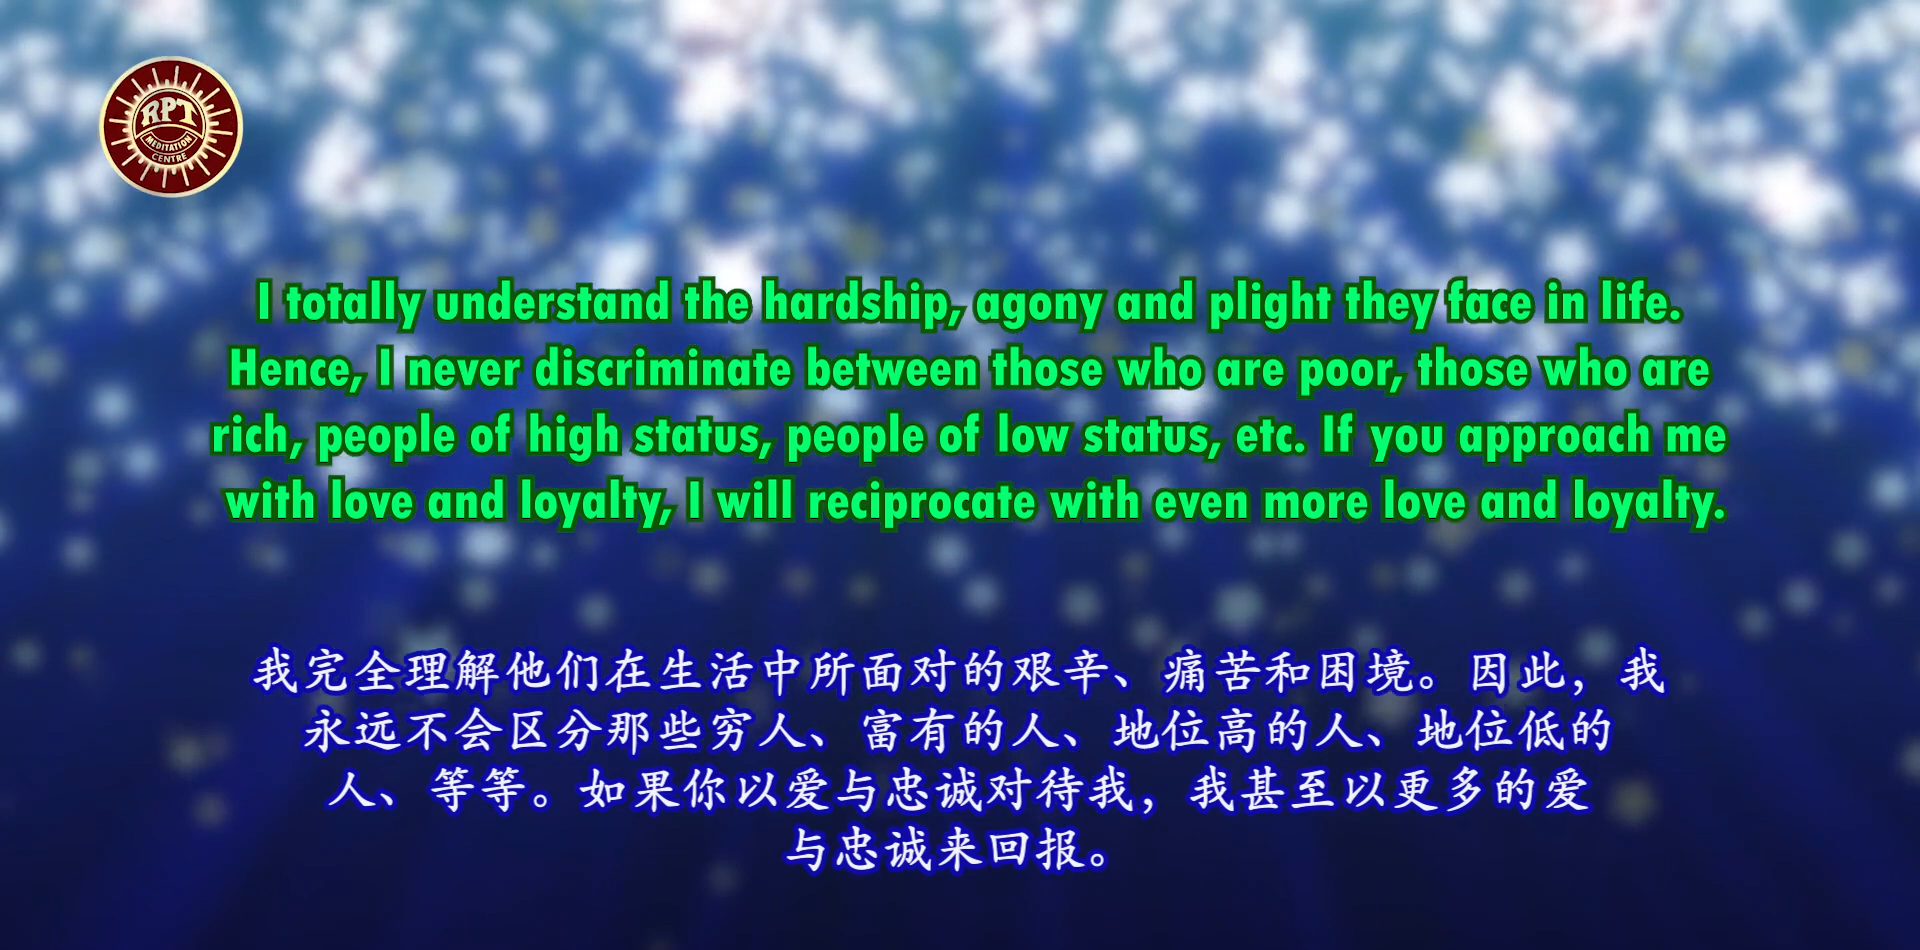 RPT
MEDITATION
CENTRE
I totally understand the hardship, agony and plight they face in life.
Hence, I never discriminate between those who are poor, those who are
rich, people of high status, people of low status, etc. If you approach me
with love and loyalty, I will reciprocate with even more love and loyalty.
我完全理解他们在生活中所面对的艰辛、痛苦和困境。因此，我
永远不会区分那些穷人、富有的人、地位高的人、地位低的
人、等等。如果你以爱与忠诚对待我，我甚至以更多的爱
与忠诚来回报。